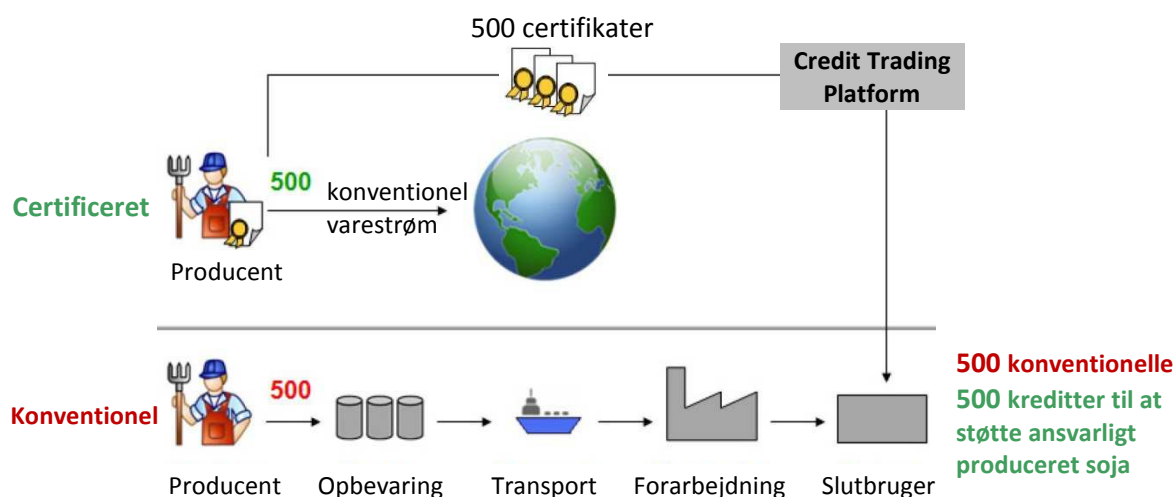 500 certifikater
Credit Trading
Platform
Certificeret
500
konventionel
varestrøm
Producent
Konventionel
500
500 konventionelle
500 kreditter til at
støtte ansvarligt
produceret soja
Producent
Opbevaring
Transport
Forarbejdning
Slutbruger